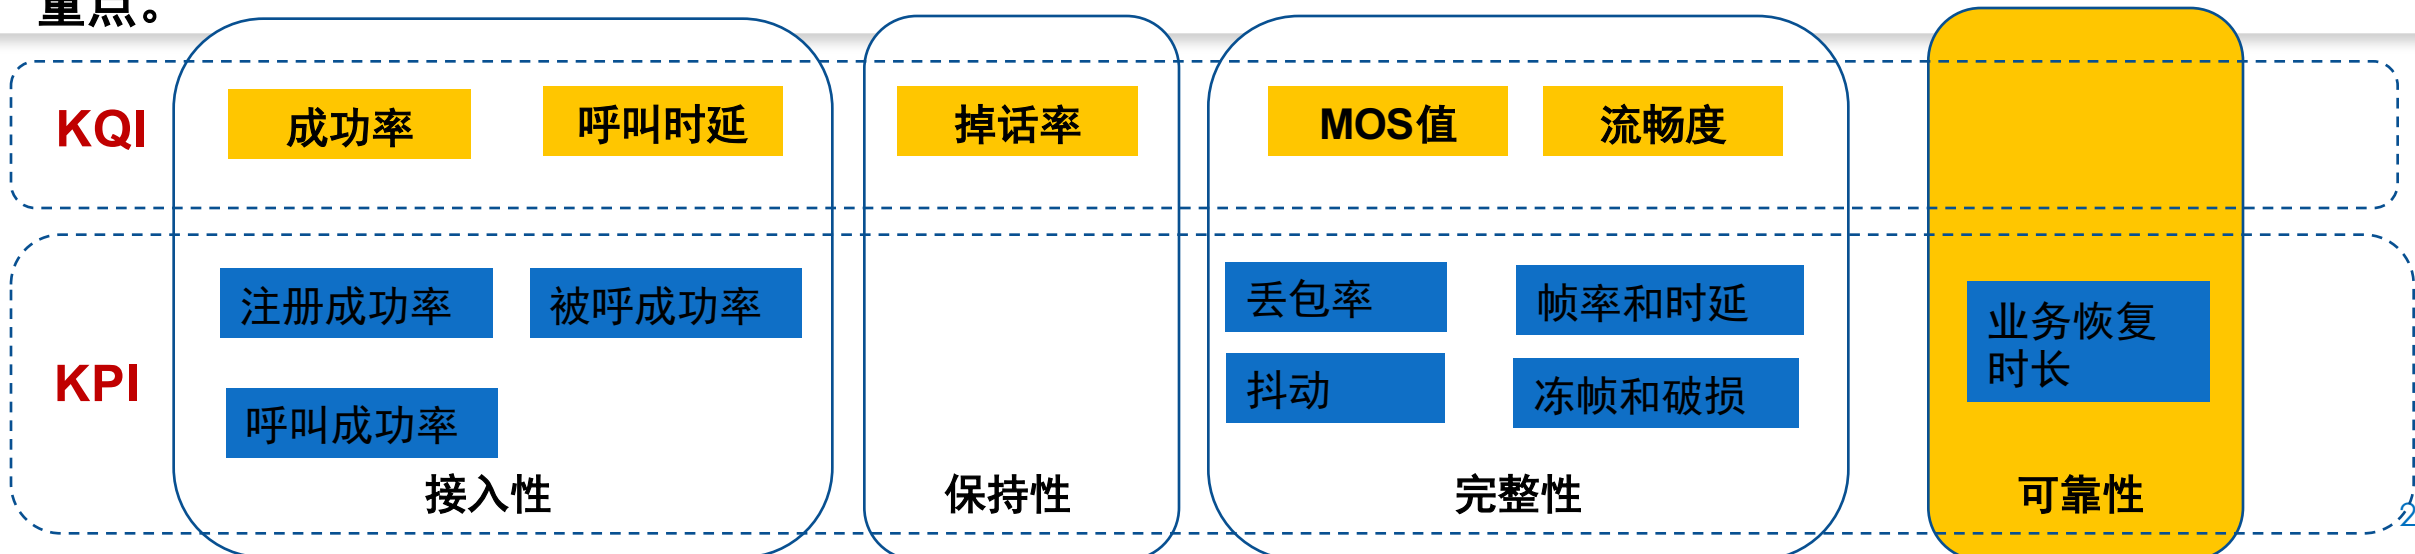 重点。
KQI
成功率
呼叫时延
掉话率
MOS值
流畅度
KPI
注册成功率
被呼成功率
呼叫成功率
丢包率
帧率和时延
抖动
冻帧和破损
业务恢复
时长
接入性
保持性
完整性
可靠性
2